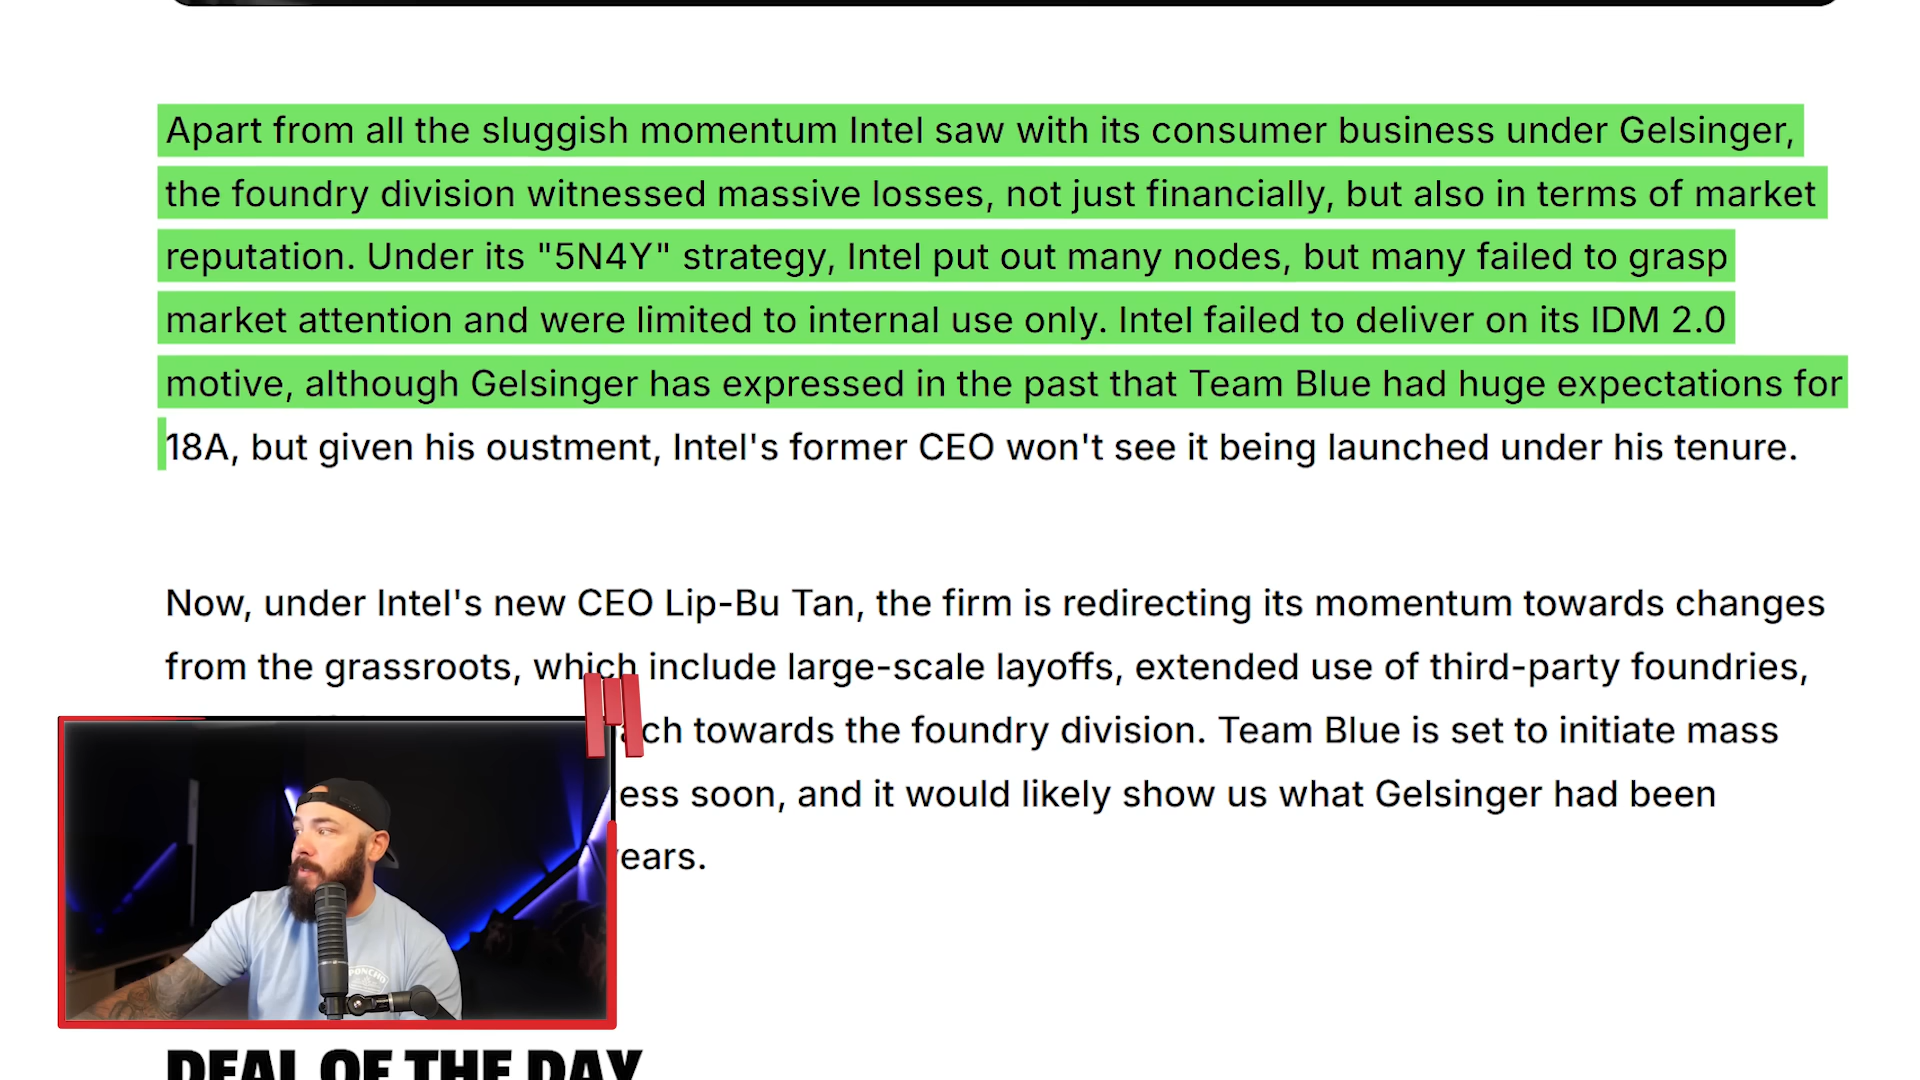 Apart from all the sluggish momentum Intel saw with its consumer business under Gelsinger,
the foundry division witnessed massive losses, not just financially, but also in terms of market
reputation. Under its "5N4Y" strategy, Intel put out many nodes, but many failed to grasp
market attention and were limited to internal use only. Intel failed to deliver on its IDM 2.0
motive, although Gelsinger has expressed in the past that Team Blue had huge expectations for
18A, but given his oustment, Intel's former CEO won't see it being launched under his tenure.
Now, under Intel's new CEO Lip-Bu Tan, the firm is redirecting its momentum towards changes
from the grassroots, which include large-scale layoffs, extended use of third-party foundries,
towards the foundry division. Team Blue is set to initiate mass
soon, and it would likely show us what Gelsinger had been
PONCHO
DEAL OF THE DAY